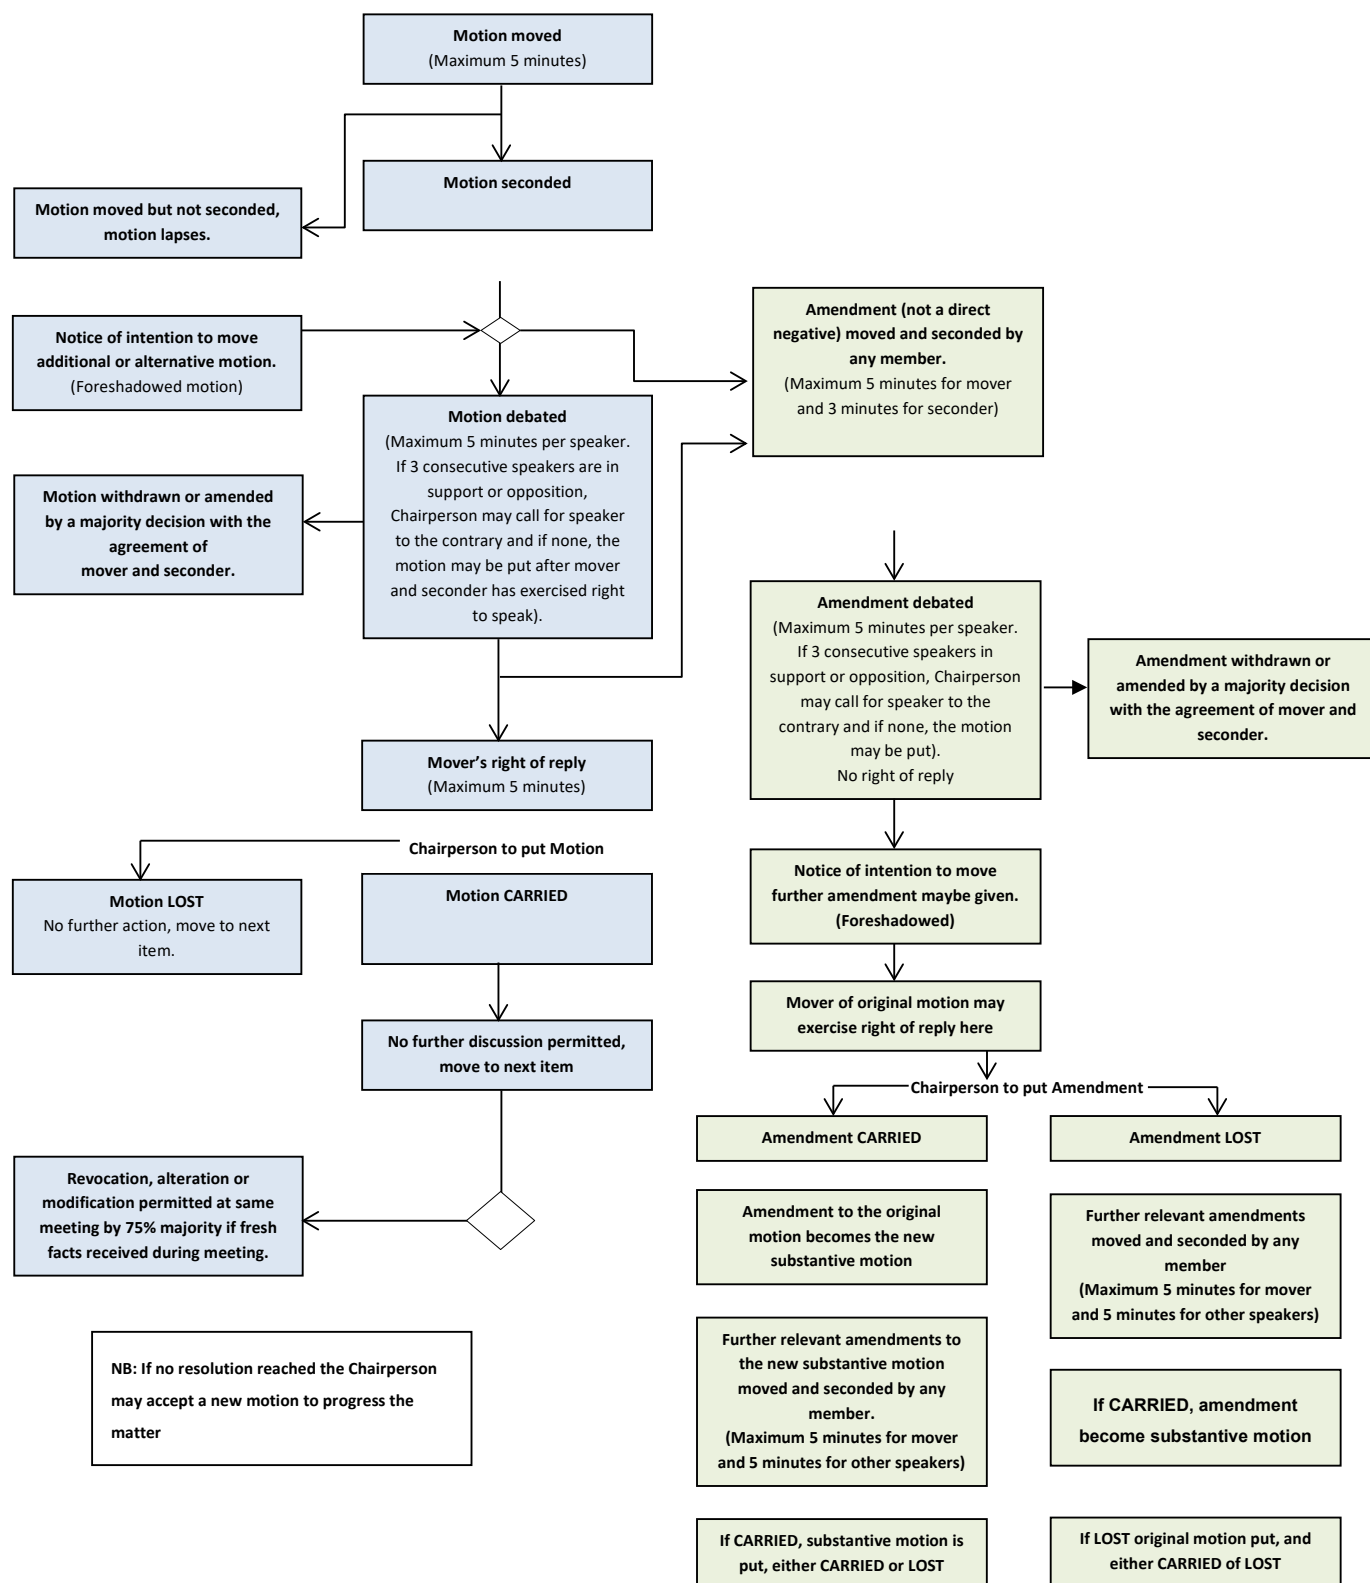 Motion moved
(Maximum 5 minutes)
Motion seconded
Motion moved but not seconded,
motion lapses.
Notice of intention to move
additional or alternative motion.
(Foreshadowed motion)
Amendment (not a direct
negative) moved and seconded by
any member.
(Maximum 5 minutes for mover
and 3 minutes for seconder)
Motion debated
(Maximum 5 minutes per speaker.
If 3 consecutive speakers are in
support or opposition,
Chairperson may call for speaker
to the contrary and if none, the
motion may be put after mover
and seconder has exercised right
to speak).
Motion withdrawn or amended
by a majority decision with the
agreement of
mover and seconder.
Amendment debated
(Maximum 5 minutes per speaker.
If 3 consecutive speakers in
support or opposition, Chairperson
may call for speaker to the
contrary and if none, the motion
may be put).
No right of reply
Amendment withdrawn or
amended by a majority decision
with the agreement of mover and
seconder.
Mover’s right of reply
(Maximum 5 minutes)
Chairperson to put Motion
Motion LOST
No further action, move to next
item.
Motion CARRIED
Notice of intention to move
further amendment maybe given.
(Foreshadowed)
Mover of original motion may
exercise right of reply here
No further discussion permitted,
move to next item
Chairperson to put Amendment
Amendment CARRIED
Amendment LOST
Revocation, alteration or
modification permitted at same
meeting by 75% majority if fresh
facts received during meeting.
Amendment to the original
motion becomes the new
substantive motion
Further relevant amendments
moved and seconded by any
member
(Maximum 5 minutes for mover
and 5 minutes for other speakers)
NB: If no resolution reached the Chairperson
may accept a new motion to progress the
matter
Further relevant amendments to
the new substantive motion
moved and seconded by any
member.
(Maximum 5 minutes for mover
and 5 minutes for other speakers)
If CARRIED, amendment
become substantive motion
If CARRIED, substantive motion is
put, either CARRIED or LOST
If LOST original motion put, and
either CARRIED of LOST